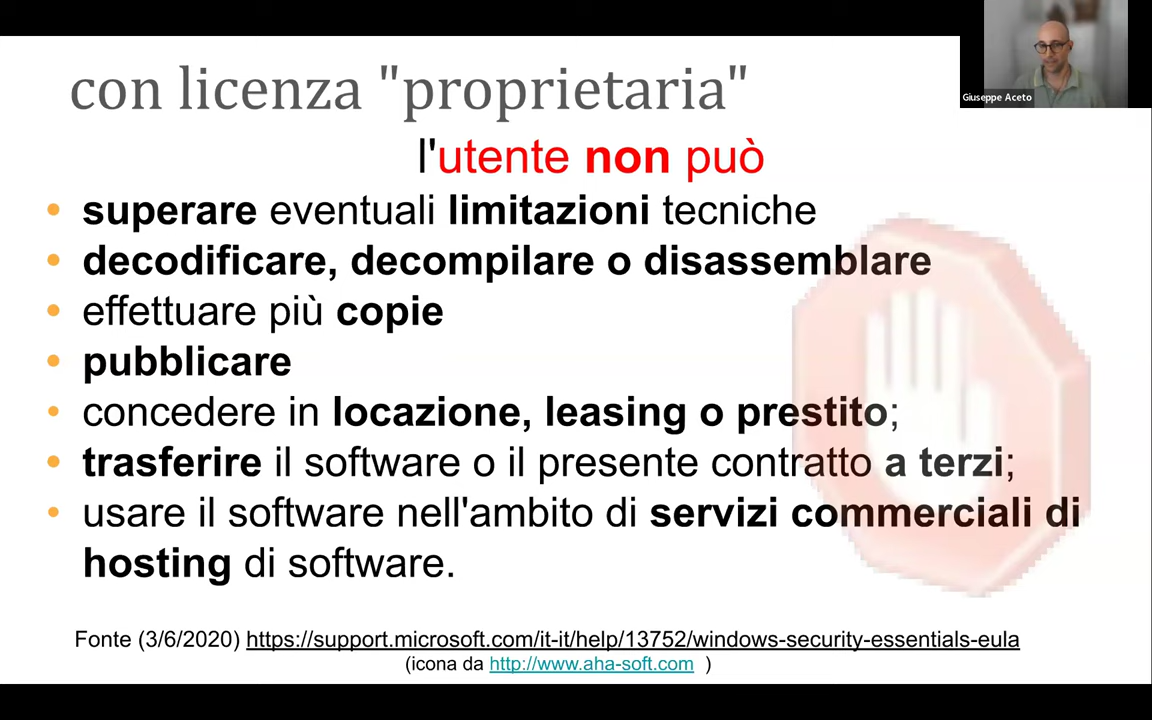 con licenza "proprietaria"
Giuseppe Aceto
l'utente non può
• superare eventuali limitazioni tecniche
• decodificare, decompilare o disassemblare
• effettuare più copie
• pubblicare
• concedere in locazione, leasing o prestito;
• trasferire il software o il presente contratto a terzi;
• usare il software nell'ambito di servizi commerciali di
hosting di software.
Fonte (3/6/2020) https://support.microsoft.com/it-it/help/13752/windows-security-essentials-eula
(icona da http://www.aha-soft.com )